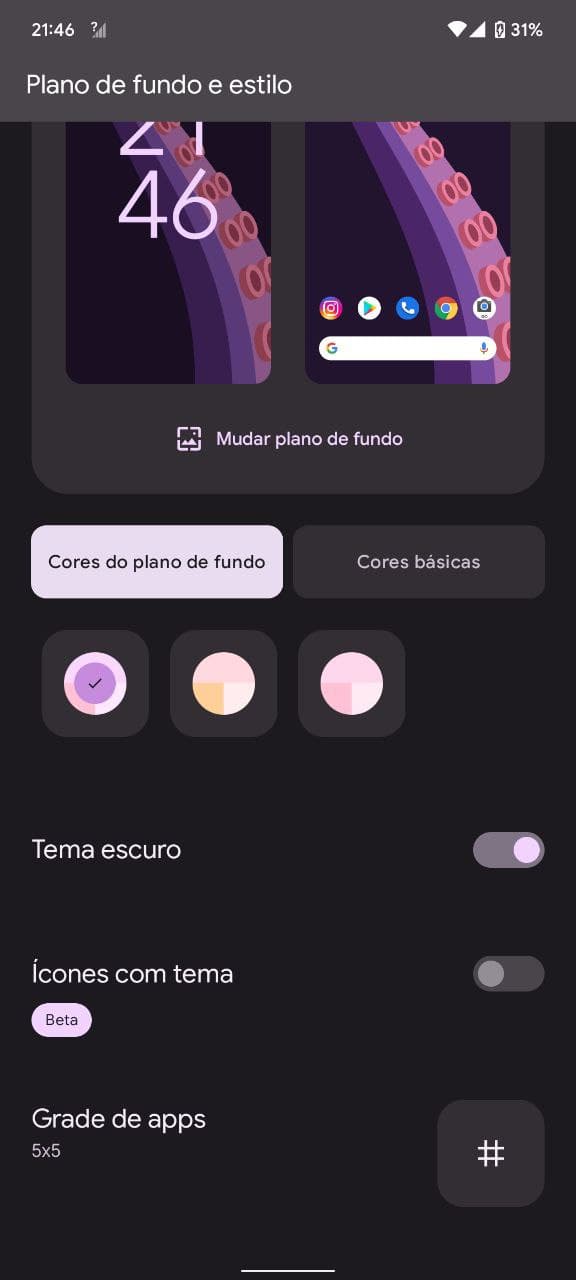 21:46
?
31%
Plano de fundo e estilo
21
46
GO
G
Mudar plano de fundo
Cores do plano de fundo
Cores básicas
Tema escuro
Ícones com tema
Beta
Grade de apps
5x5